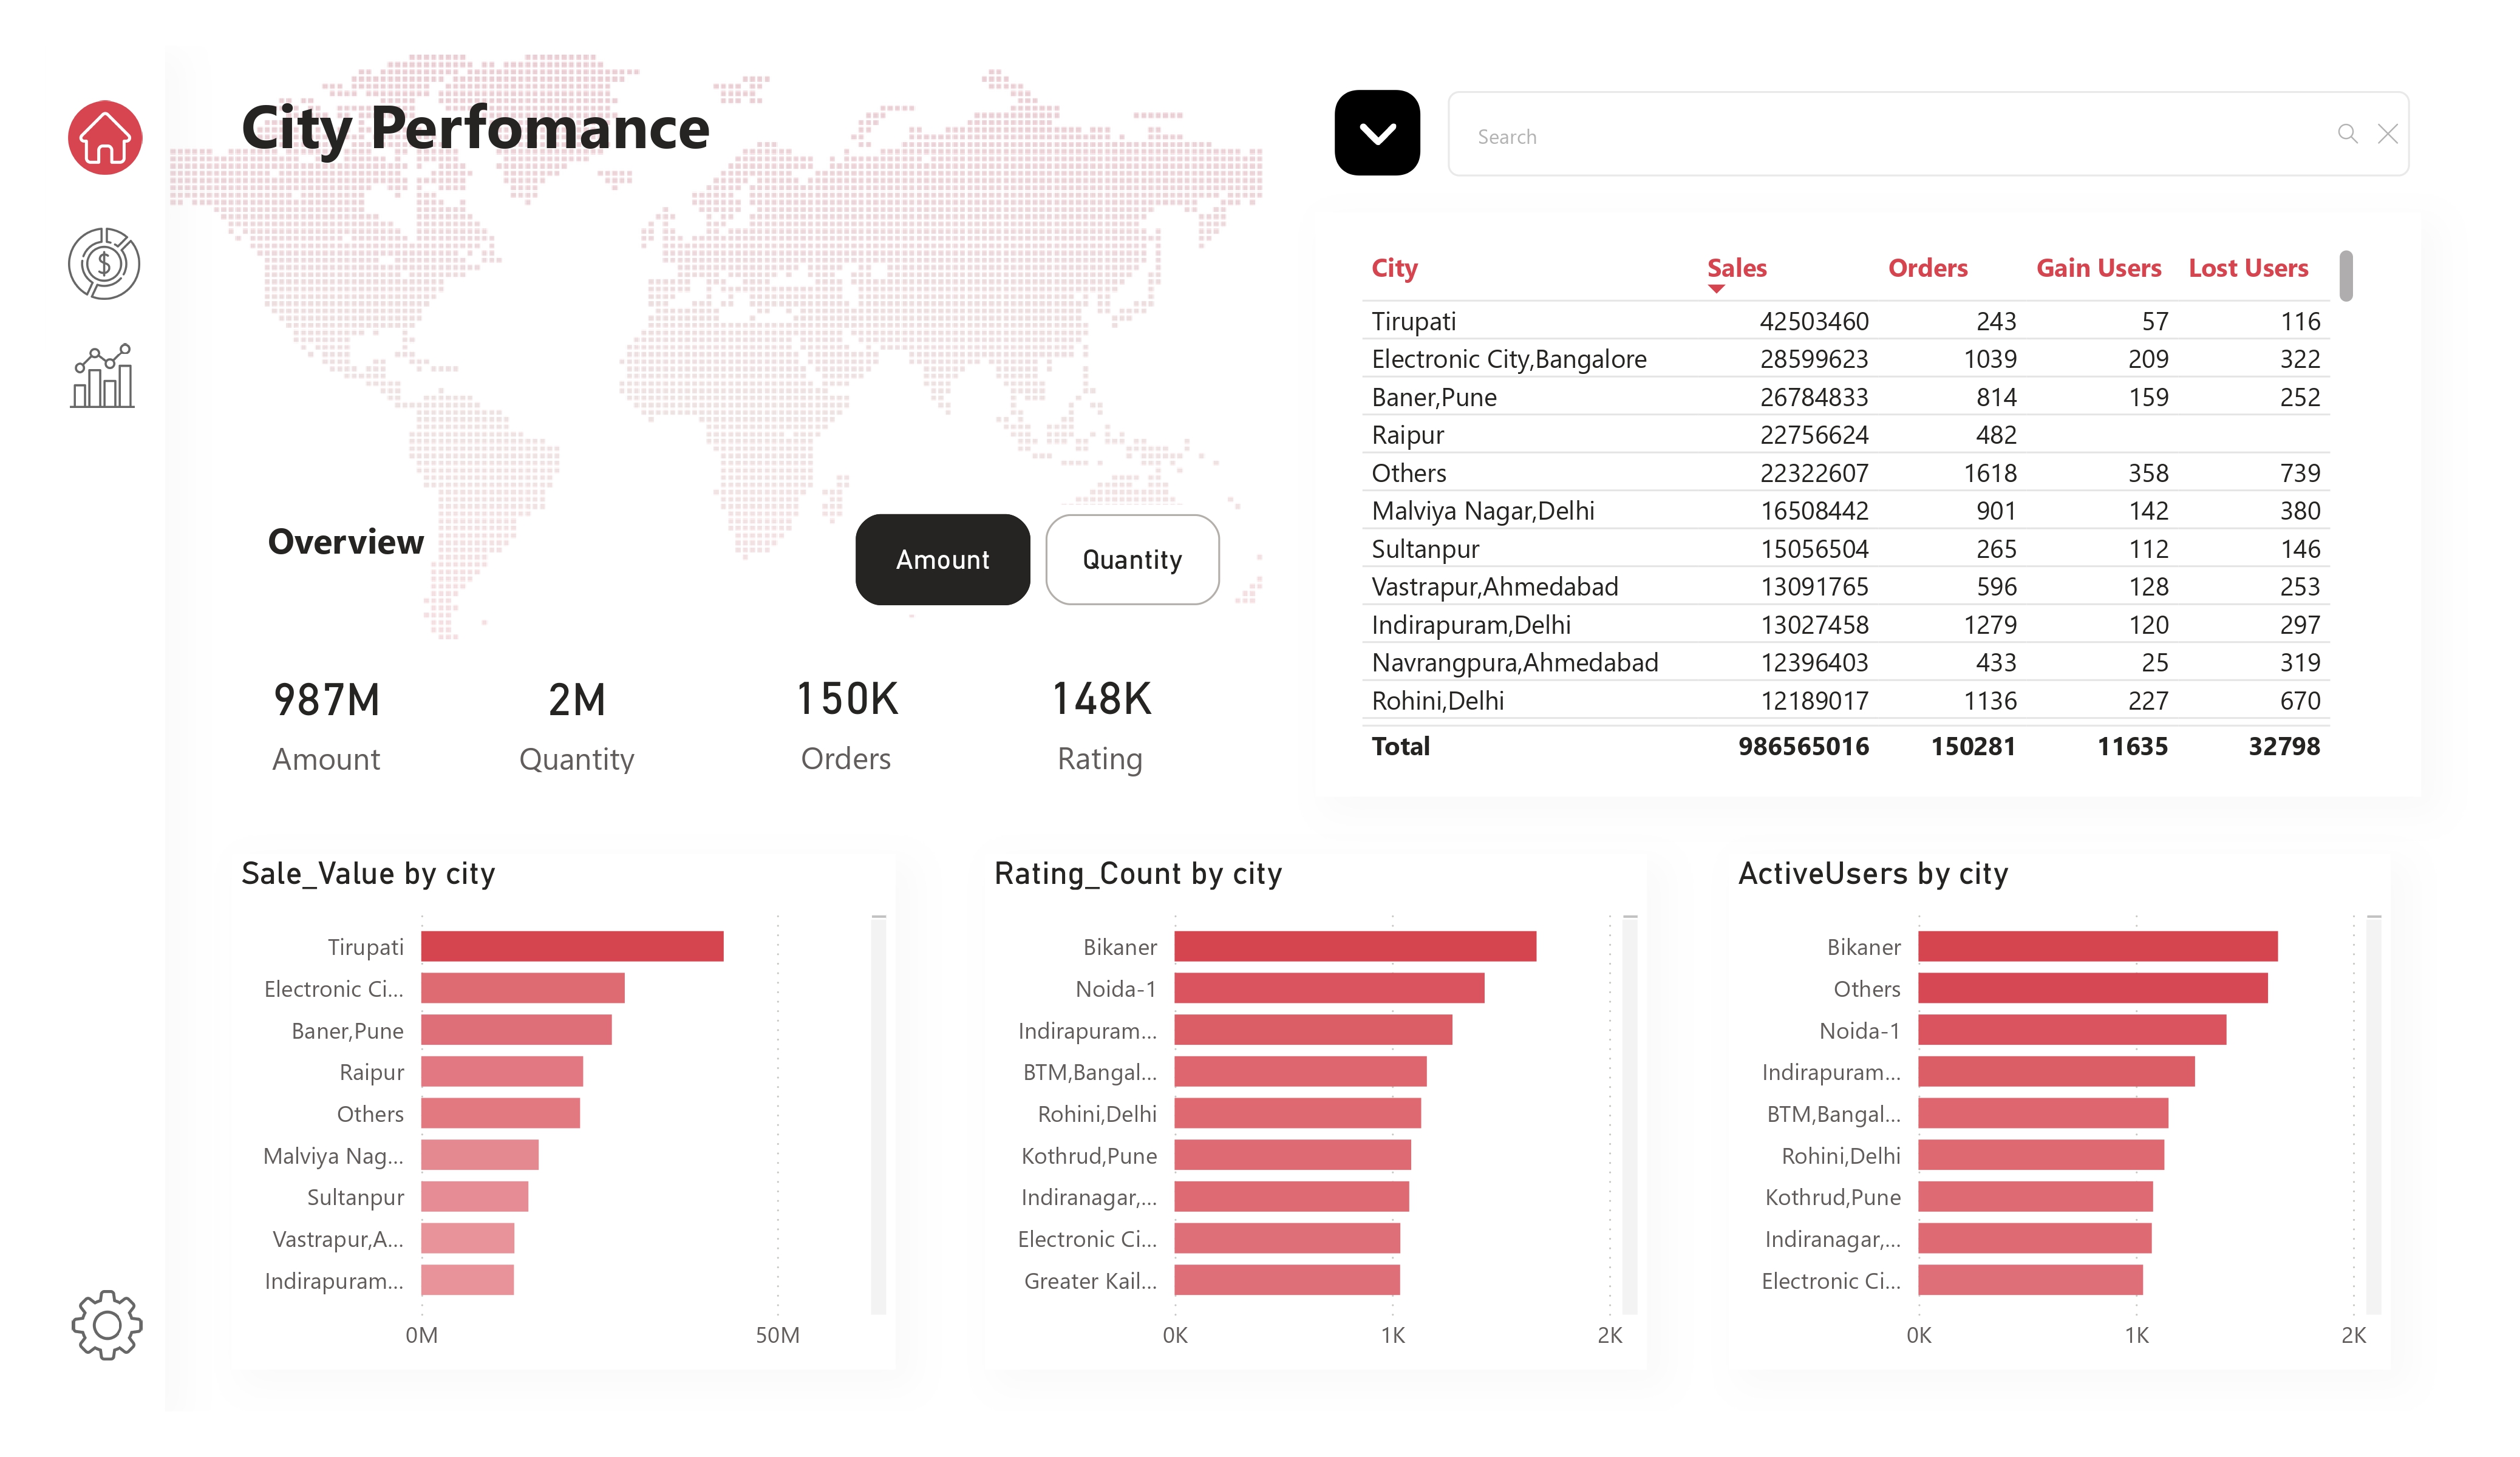 City Perfomance
Search
City Sales Orders Gain Users Lost Users
Tirupati 42503460 243 57 116
Electronic City,Bangalore 28599623 1039 209 322
Baner,Pune 26784833 814 159 252
Raipur 22756624 482
Others 22322607 1618 358 739
Malviya Nagar,Delhi 16508442 901 142 380
Sultanpur 15056504 265 112 146
Vastrapur,Ahmedabad 13091765 596 128 253
Indirapuram,Delhi 13027458 1279 120 297
Navrangpura,Ahmedabad 12396403 433 25 319
Rohini,Delhi 12189017 1136 227 670
Total 986565016 150281 11635 32798
Overview
Amount Quantity
987M 2M 150K 148K
Amount Quantity Orders Rating
Sale_Value by city
Tirupati
Electronic Ci...
Baner,Pune
Raipur
Others
Malviya Nag...
Sultanpur
Vastrapur,A...
Indirapuram...
0M 50M
Rating_Count by city
Bikaner
Noida-1
Indirapuram...
BTM,Bangal...
Rohini,Delhi
Kothrud,Pune
Indiranagar,...
Electronic Ci...
Greater Kail...
0K 1K 2K
ActiveUsers by city
Bikaner
Others
Noida-1
Indirapuram...
BTM,Bangal...
Rohini,Delhi
Kothrud,Pune
Indiranagar,...
Electronic Ci...
0K 1K 2K